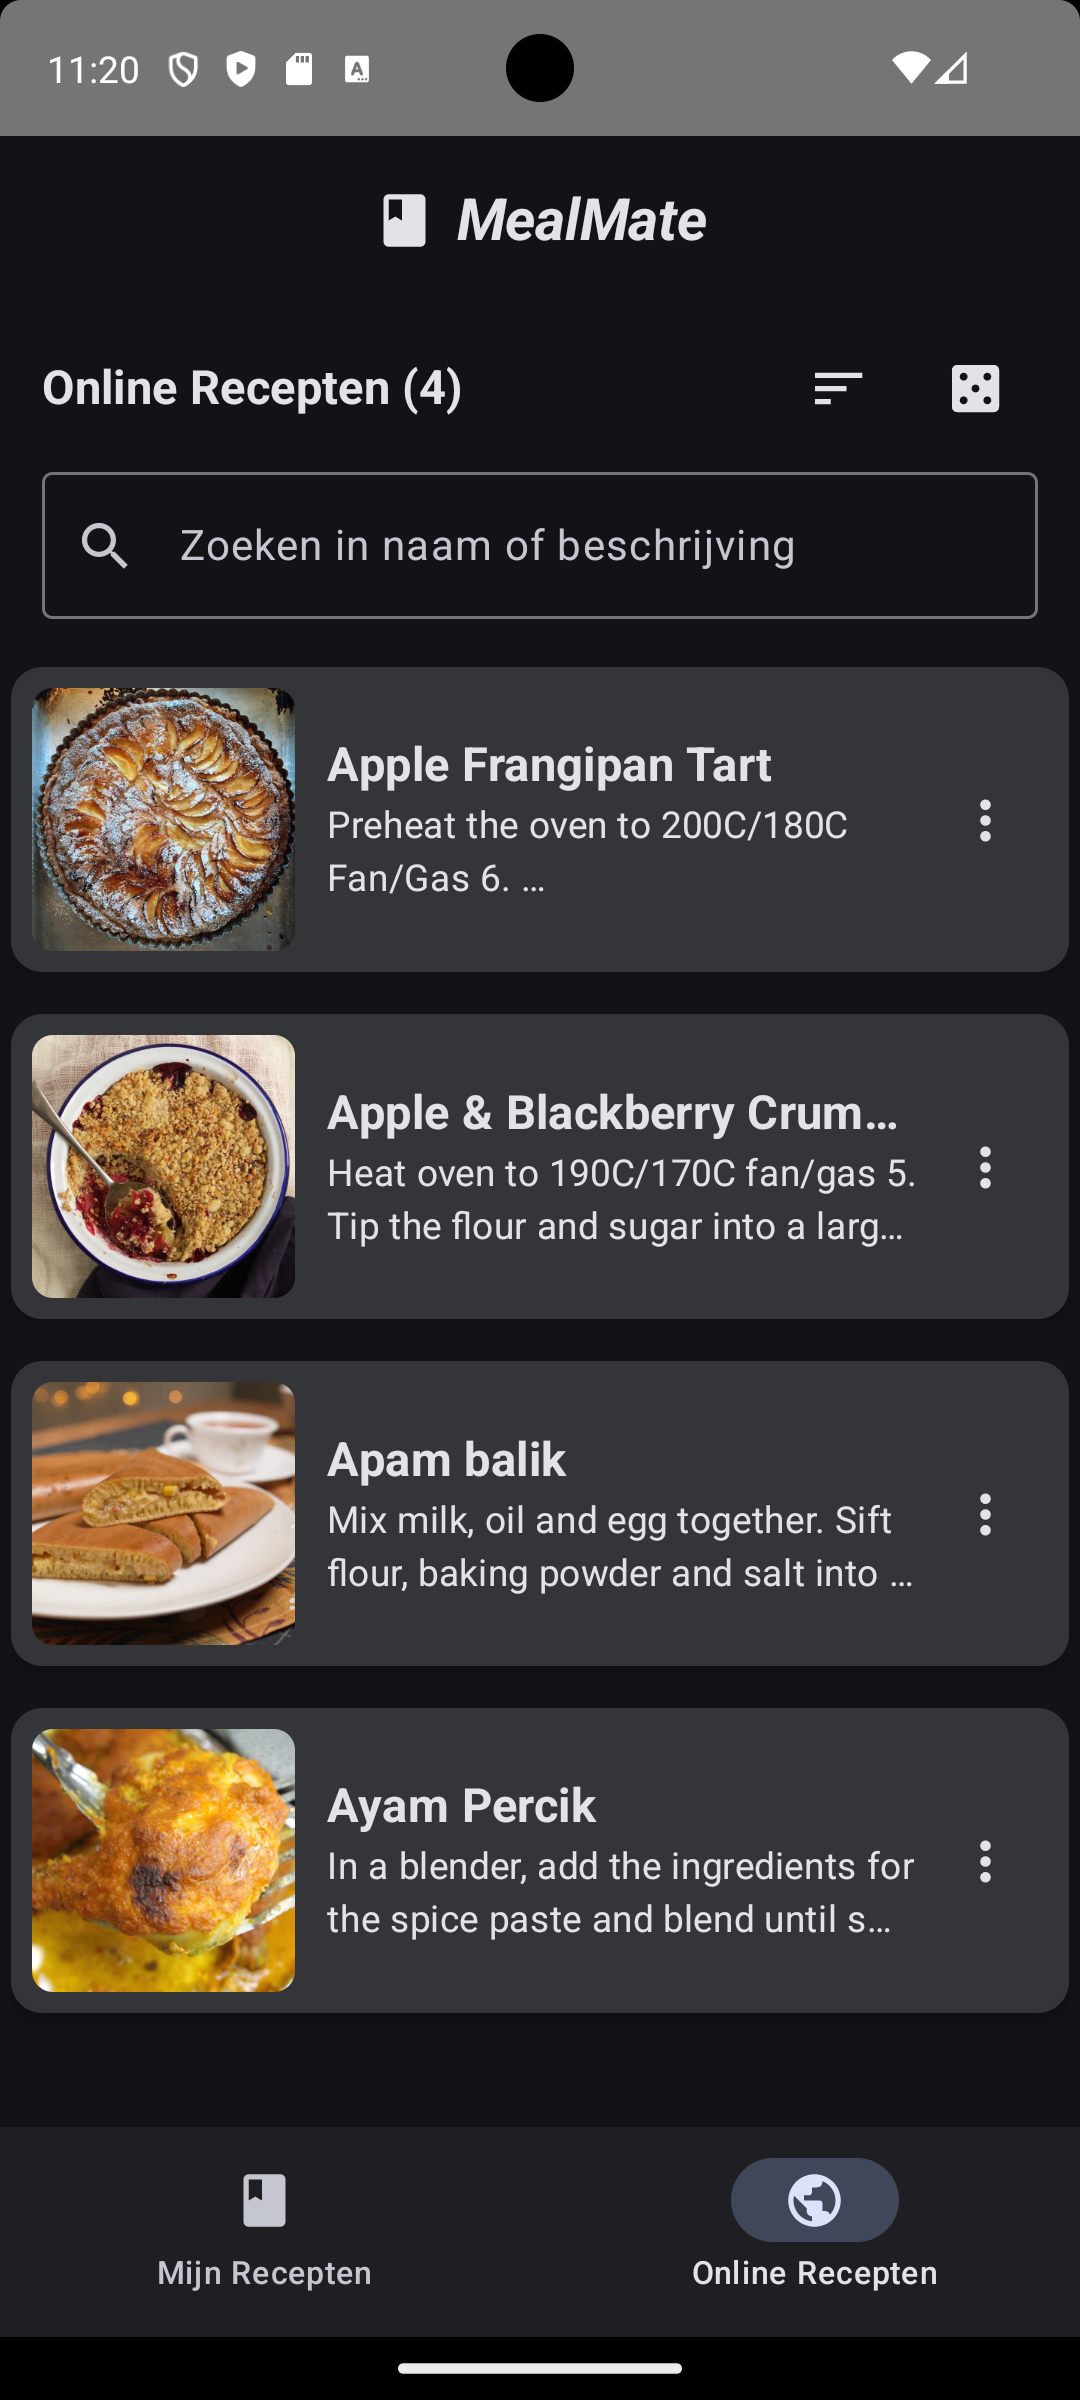 11:20
MealMate
Online Recepten (4)
Zoeken in naam of beschrijving
Apple Frangipan Tart
Preheat the oven to 200C/180C
Fan/Gas 6. …
Apple & Blackberry Crum…
Heat oven to 190C/170C fan/gas 5.
Tip the flour and sugar into a larg…
Apam balik
Mix milk, oil and egg together. Sift
flour, baking powder and salt into …
Ayam Percik
In a blender, add the ingredients for
the spice paste and blend until s…
Mijn Recepten
Online Recepten